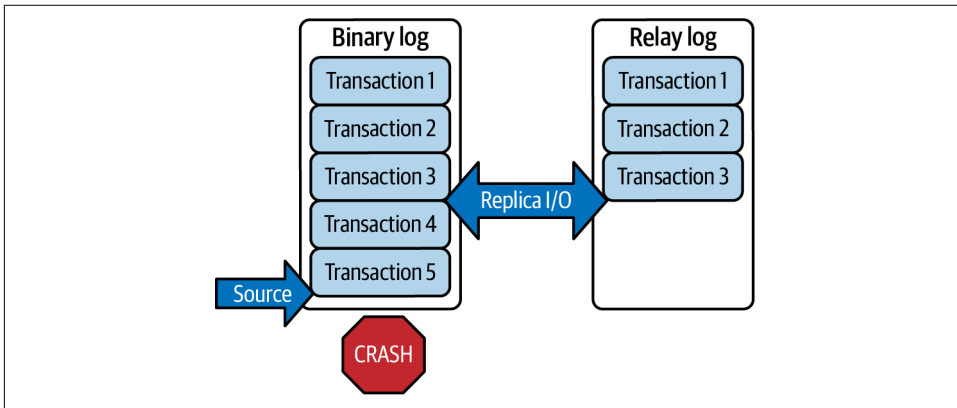 Binary log
Transaction 1
Transaction 2
Transaction 3
Transaction 4
Transaction 5
Source
CRASH
Replica I/O
Relay log
Transaction 1
Transaction 2
Transaction 3